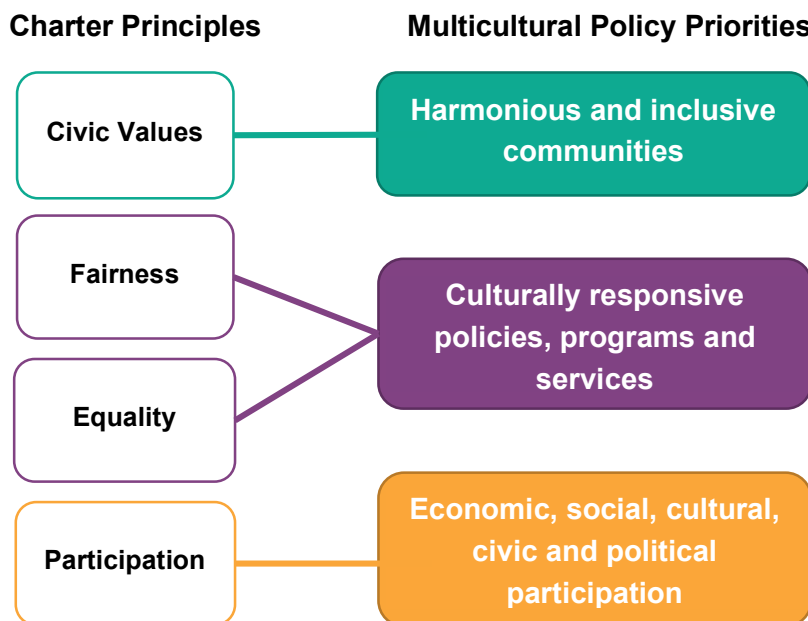 Charter Principles
Multicultural Policy Priorities
Civic Values
Harmonious and inclusive
communities
Fairness
Equality
Culturally responsive
policies, programs and
services
Participation
Economic, social, cultural,
civic and political
participation